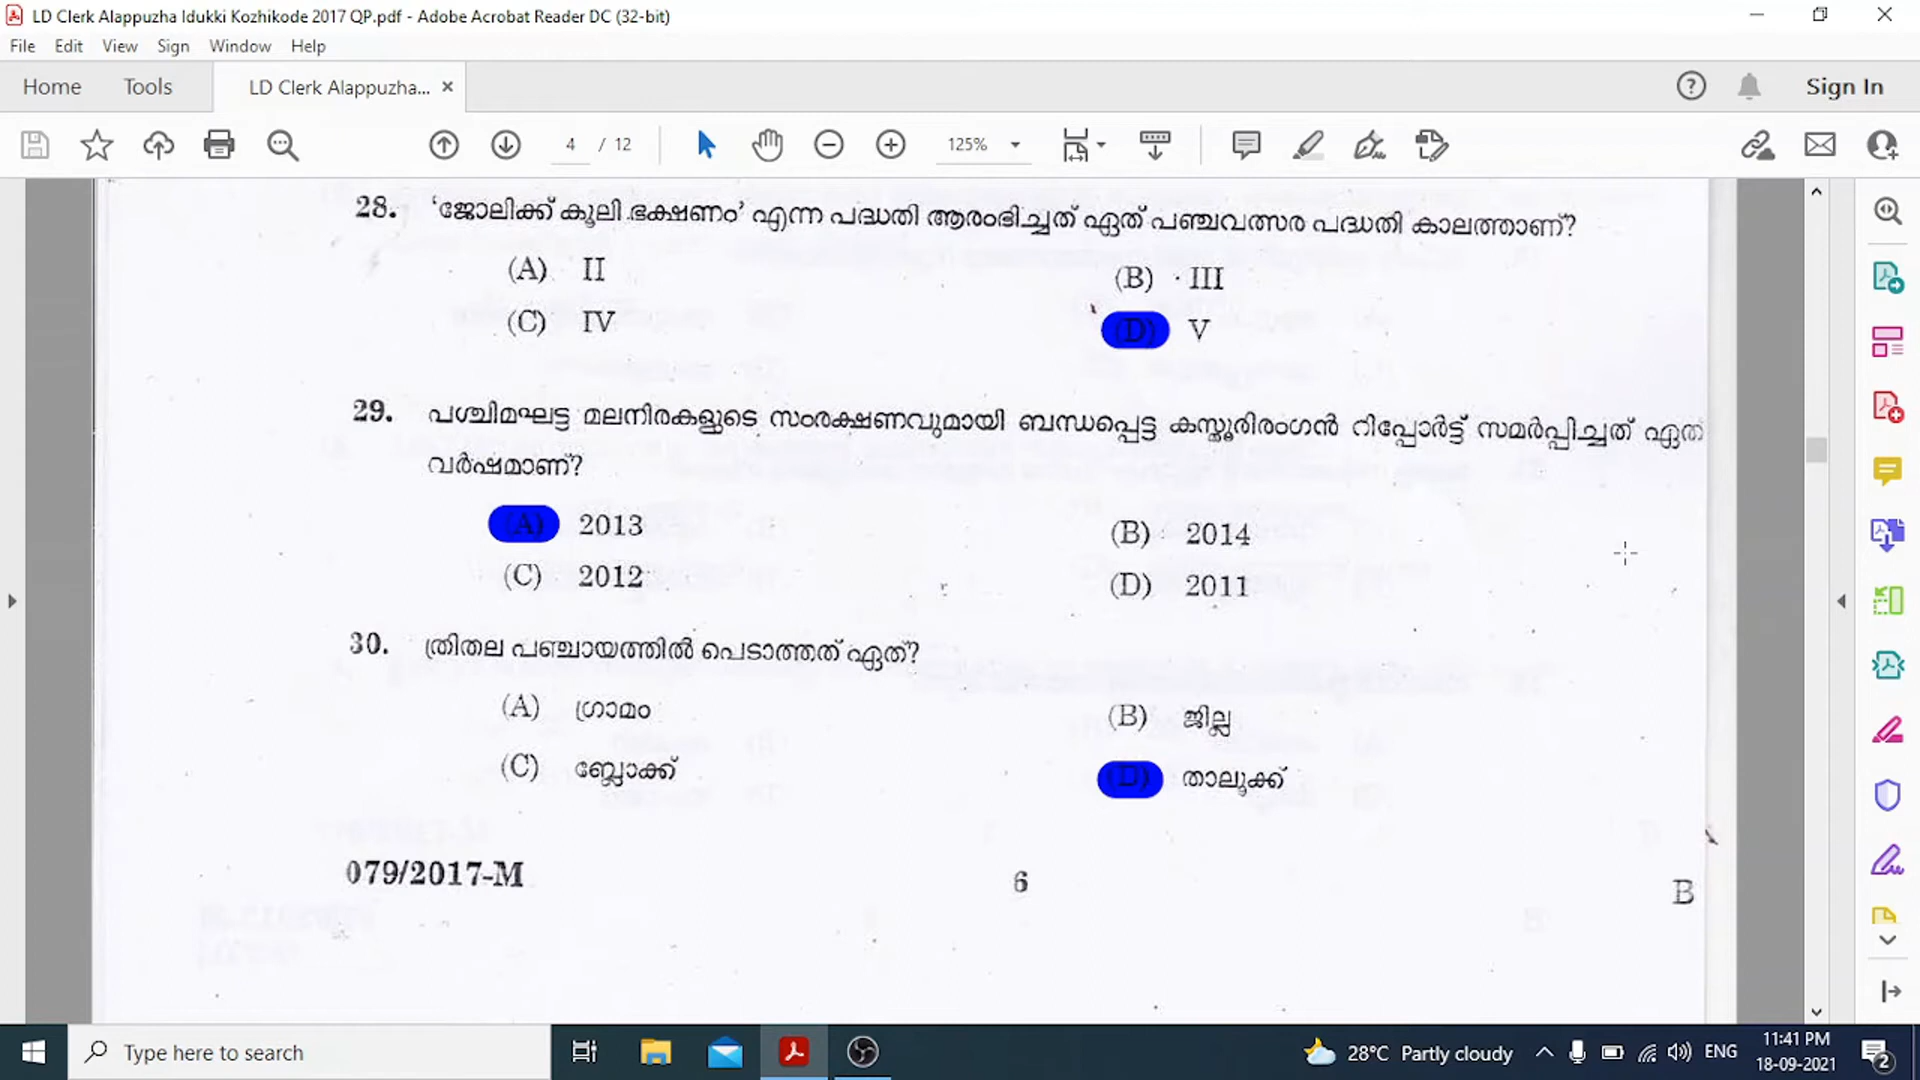 LD Clerk Alappuzha Idukki Kozhikode 2017 QP.pdf - Adobe Acrobat Reader DC (32-bit)
File Edit View Sign Window Help
Home Tools LD Clerk Alappuzha... × Sign In
4 / 12 125%
28. ‘ജോലിക്ക് കൂലി ഭക്ഷണം’ എന്ന പദ്ധതി ആരംഭിച്ചത് ഏത് പഞ്ചവത്സര പദ്ധതി കാലത്താണ്?
(A) II (B) III
(C) IV (D) V
29. പശ്ചിമഘട്ട മലനിരകളുടെ സംരക്ഷണവുമായി ബന്ധപ്പെട്ട കസ്തൂരിരംഗൻ റിപ്പോർട്ട് സമർപ്പിച്ചത് ഏത്
വർഷമാണ്?
(A) 2013 (B) 2014
(C) 2012 (D) 2011
30. ത്രിതല പഞ്ചായത്തിൽ പെടാത്തത് ഏത്?
(A) ഗ്രാമം (B) ജില്ല
(C) ബ്ലോക്ക് (D) താലൂക്ക്
079/2017-M 6 B
Type here to search 28°C Partly cloudy ENG 11:41 PM
18-09-2021 2